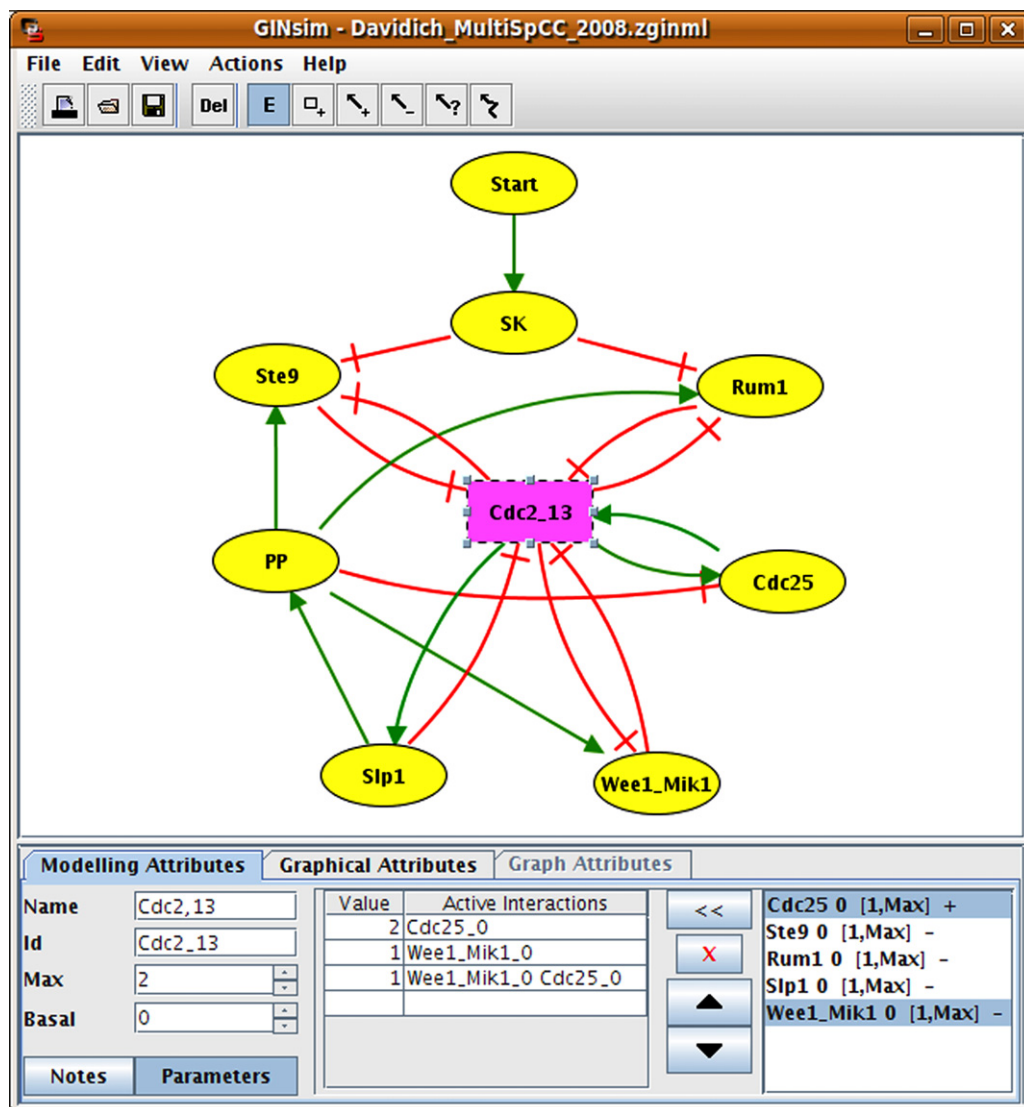 GINsim - Davidich_MultiSpCC_2008.zginml
File Edit View Actions Help
Del E
Start
SK
Ste9
Rum1
Cdc2_13
PP
Cdc25
Slp1
Wee1_Mik1
Modelling Attributes Graphical Attributes Graph Attributes
Name Cdc2,13
Id Cdc2_13
Max 2
Basal 0
Notes Parameters
Value Active Interactions
2 Cdc25_0
1 Wee1_Mik1_0
1 Wee1_Mik1_0 Cdc25_0
<<
X
Cdc25 0 [1,Max] +
Ste9 0 [1,Max] -
Rum1 0 [1,Max] -
Slp1 0 [1,Max] -
Wee1_Mik1 0 [1,Max] -